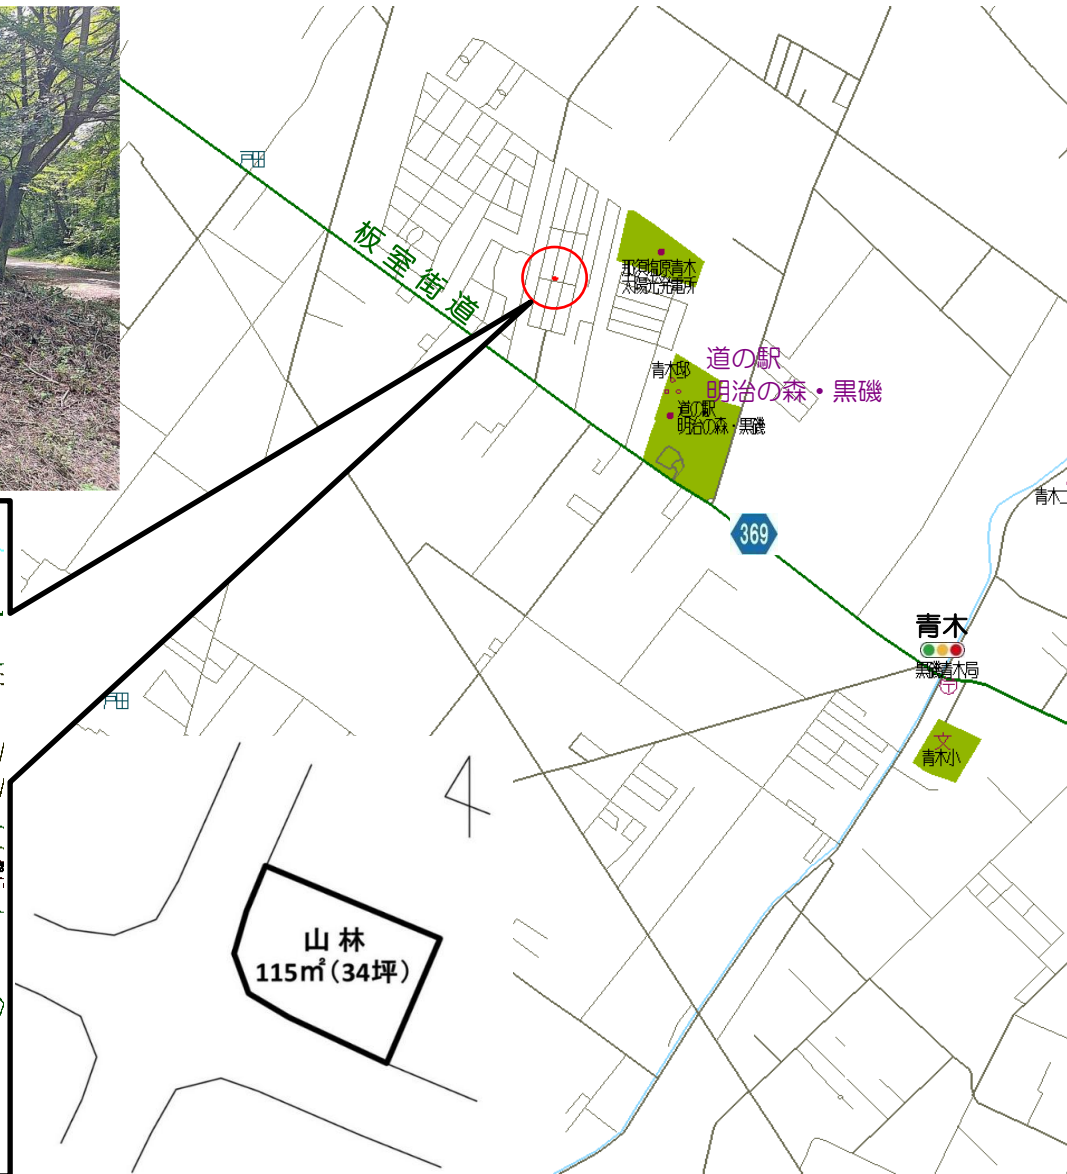 戸田
板室街道
那須塩原青木
太陽光発電所
道の駅
明治の森・黒磯
青木邸
道の駅
明治の森・黒磯
青木
369
青木
黒磯青木局
文
青木小
戸田
山林
115㎡(34坪)